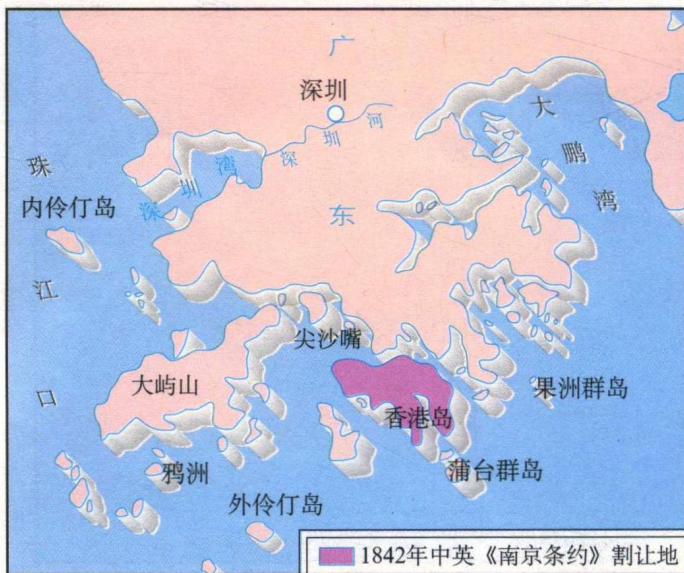 广
深圳
深圳河
大鹏湾
珠江口
深圳湾
内伶仃岛
东
尖沙嘴
大屿山
香港岛
果洲群岛
鸦洲
蒲台群岛
外伶仃岛
1842年中英《南京条约》割让地